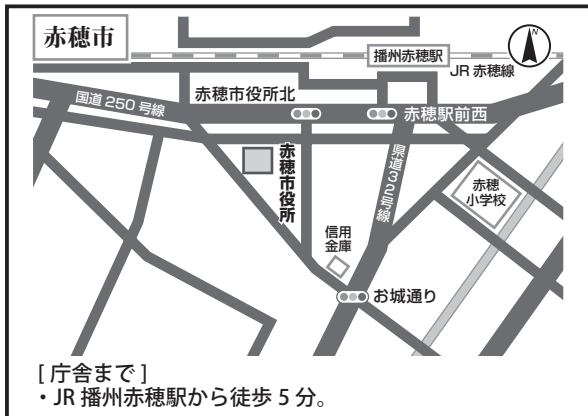 赤穂市
播州赤穂駅
N
JR 赤穂線
国道 250 号線
赤穂市役所北
赤穂駅前西
赤穂市役所
県道32号線
赤穂
小学校
信用
金庫
お城通り
[ 庁舎まで ]
・JR 播州赤穂駅から徒歩 5 分。